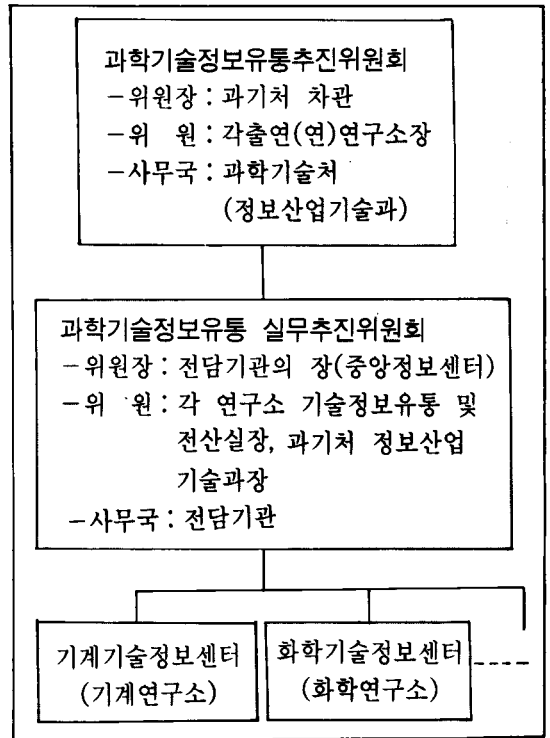 과학기술정보유통추진위원회
－위원장 : 과기처 차관
－위　원 : 각출연(연)연구소장
－사무국 : 과학기술처
(정보산업기술과)
과학기술정보유통 실무추진위원회
－위원장 : 전담기관의 장(중앙정보센터)
－위　원 : 각 연구소 기술정보유통 및
전산실장, 과기처 정보산업
기술과장
－사무국 : 전담기관
기계기술정보센터
(기계연구소)
화학기술정보센터
(화학연구소)